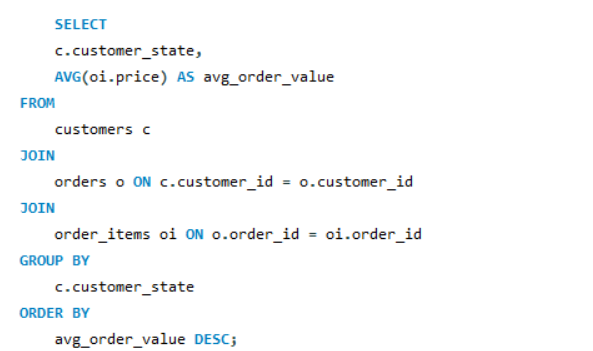 SELECT
c.customer_state,
AVG(oi.price) AS avg_order_value
FROM
customers c
JOIN
orders o ON c.customer_id = o.customer_id
JOIN
order_items oi ON o.order_id = oi.order_id
GROUP BY
c.customer_state
ORDER BY
avg_order_value DESC;